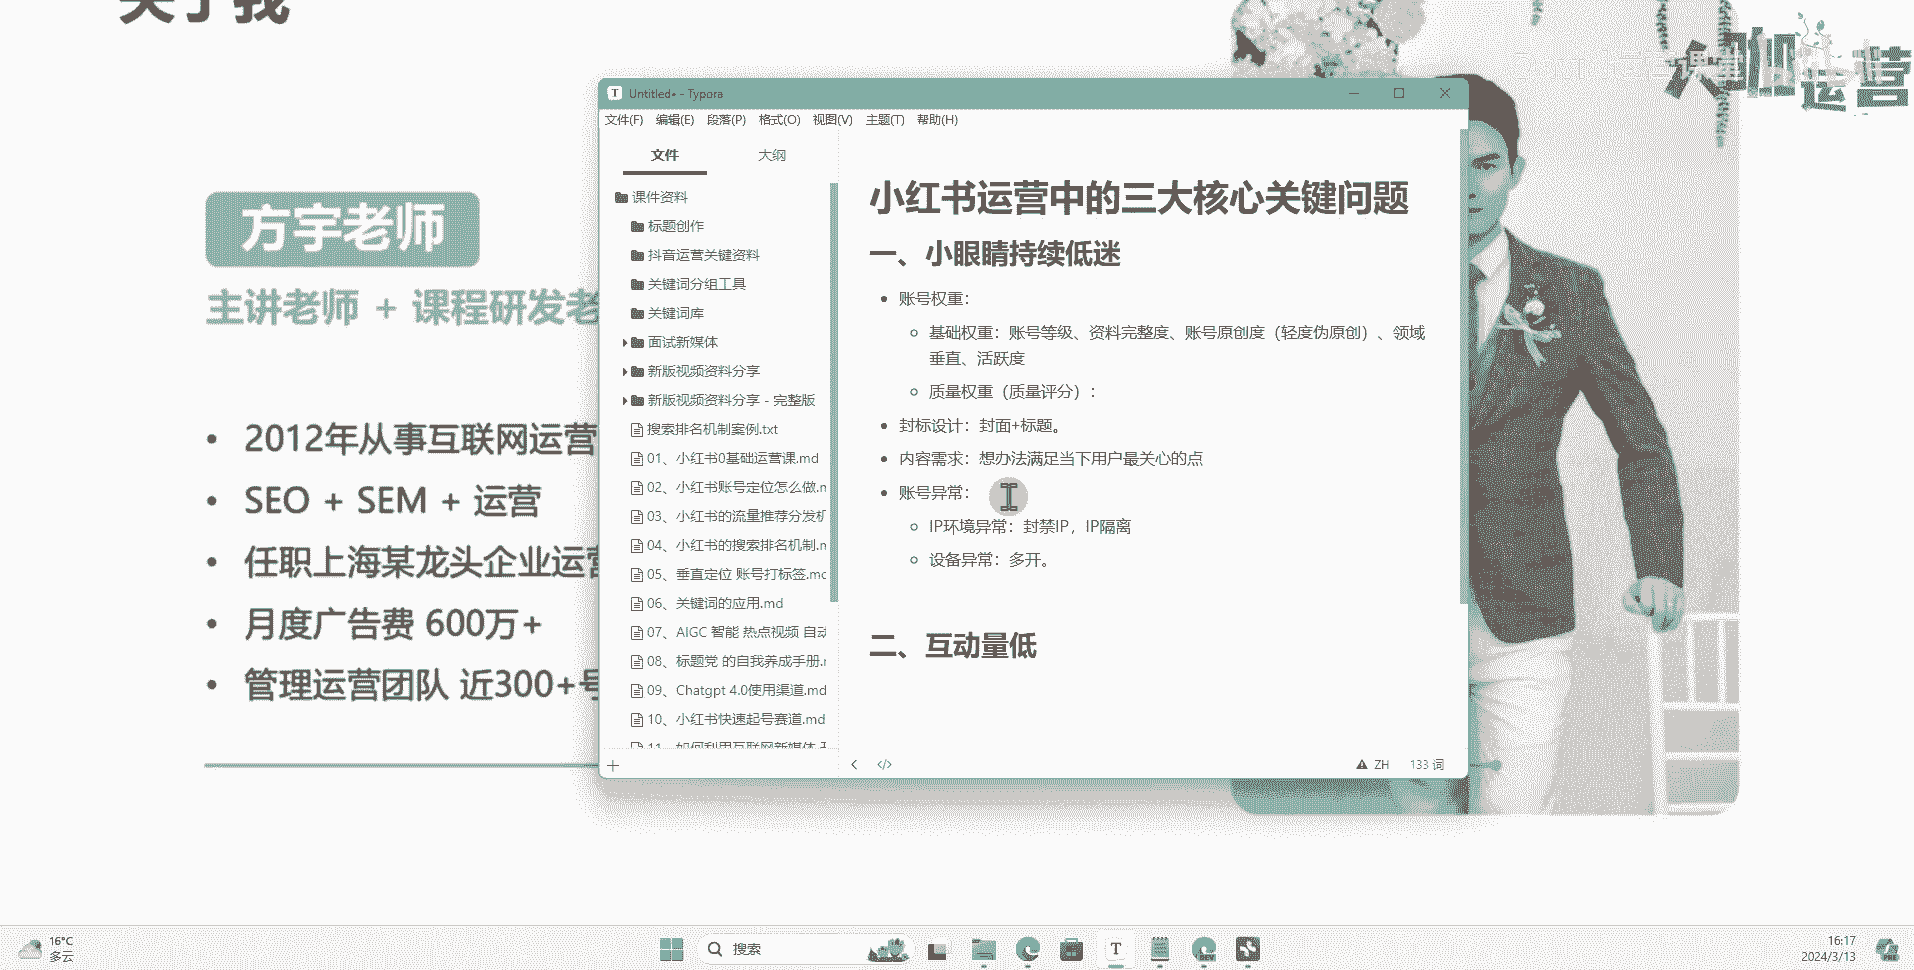 关于我
大咖运营
方宇老师
主讲老师 + 课程研发老
2012年从事互联网运营
SEO + SEM + 运营
任职上海某龙头企业运营
月度广告费 600万+
管理运营团队 近300+号
Untitled• - Typora
文件(F) 编辑(E) 段落(P) 格式(O) 视图(V) 主题(T) 帮助(H)
文件 大纲
课件资料
标题创作
抖音运营关键资料
关键词分组工具
关键词库
面试新媒体
新版视频资料分享
新版视频资料分享 - 完整版
搜索排名机制案例.txt
01、小红书0基础运营课.md
02、小红书账号定位怎么做.m
03、小红书的流量推荐分发机
04、小红书的搜索排名机制.m
05、垂直定位 账号打标签.mc
06、关键词的应用.md
07、AIGC 智能 热点视频 自动
08、标题党 的自我养成手册.r
09、Chatgpt 4.0使用渠道.md
10、小红书快速起号赛道.md
11、如何利用互联网新媒体
小红书运营中的三大核心关键问题
一、小眼睛持续低迷
账号权重：
基础权重：账号等级、资料完整度、账号原创度（轻度伪原创）、领域
垂直、活跃度
质量权重（质量评分）：
封标设计：封面+标题。
内容需求：想办法满足当下用户最关心的点
账号异常：
IP环境异常：封禁IP，IP隔离
设备异常：多开。
二、互动量低
ZH 133 词
16°C
多云
搜索
16:17
2024/3/13